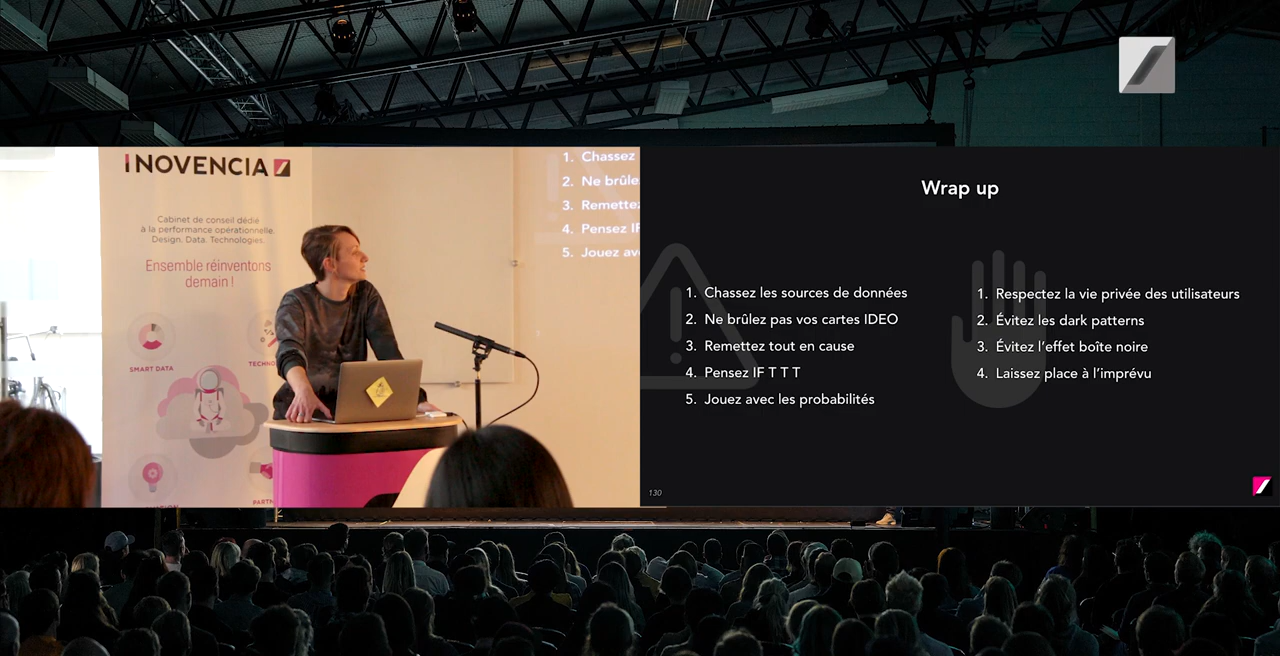 INOVENCIA
Cabinet de conseil dédié
à la performance opérationnelle.
Design. Data. Technologies.
Ensemble réinventons
demain !
SMART DATA
TECHNO
PARTN
1. Chassez
2. Ne brûle
3. Remettez
4. Pensez IF
5. Jouez ave
Wrap up
1. Chassez les sources de données
2. Ne brûlez pas vos cartes IDEO
3. Remettez tout en cause
4. Pensez IF T T T
5. Jouez avec les probabilités
1. Respectez la vie privée des utilisateurs
2. Évitez les dark patterns
3. Évitez l’effet boîte noire
4. Laissez place à l’imprévu
130